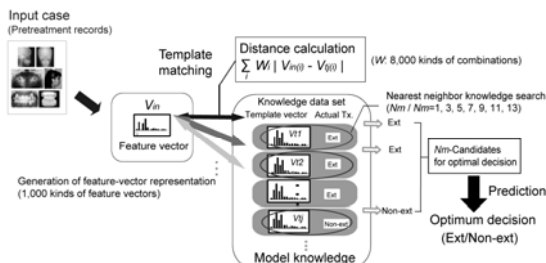 Input case
(Pretreatment records)
Template
matching
Distance calculation
∑ Wi | Vin(i) - Vtj(i) |
i
(W: 8,000 kinds of combinations)
Vin
Feature vector
Generation of feature-vector representation
(1,000 kinds of feature vectors)
Knowledge data set
Template vector Actual Tx.
Vt1
Ext
Vt2
Ext
Ext
Vtj
Non-ext
Model knowledge
Nearest neighbor knowledge search
(Nm / Nm=1, 3, 5, 7, 9, 11, 13)
Ext
Ext
Non-ext
Nm-Candidates
for optimal decision
Prediction
Optimum decision
(Ext/Non-ext)